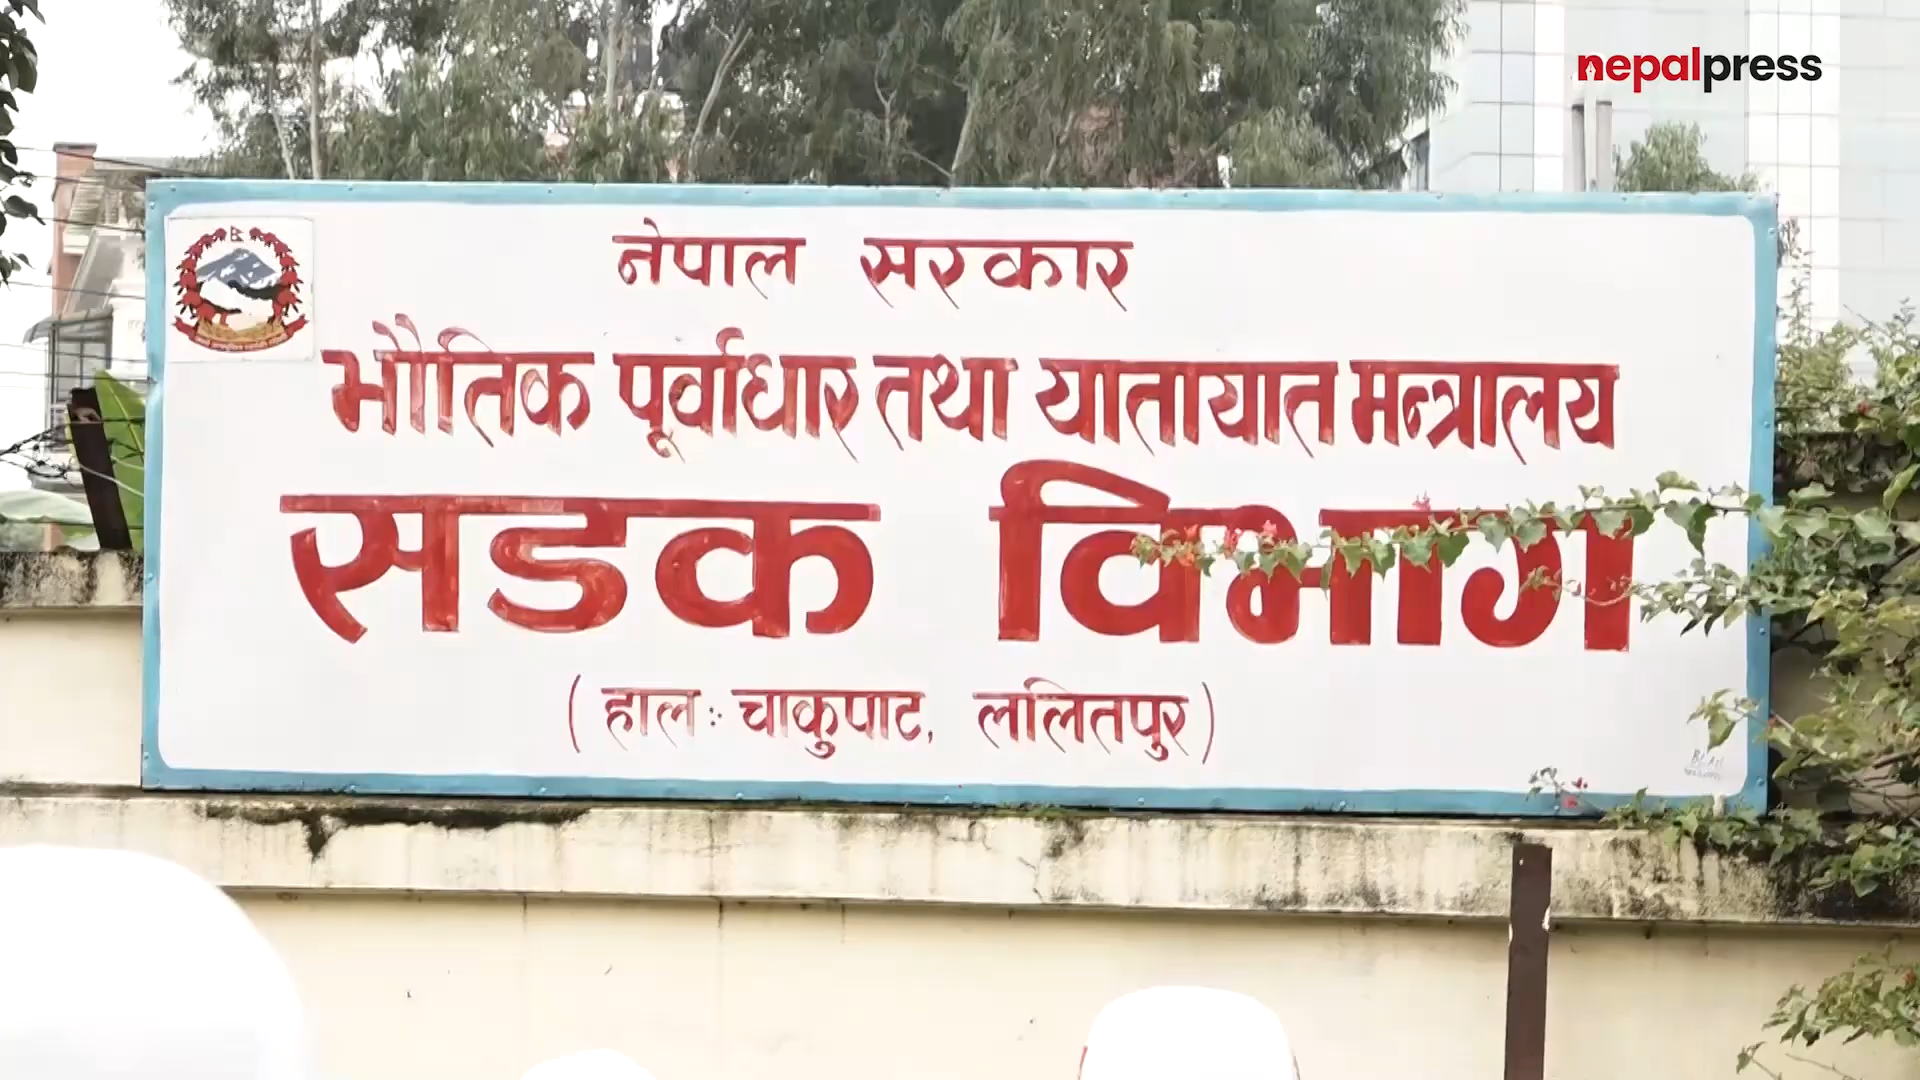 nepalpress
नेपाल सरकार
भौतिक पूर्वाधार तथा यातायात मन्त्रालय
सडक विभाग
(हाल: चाकुपाट, ललितपुर)